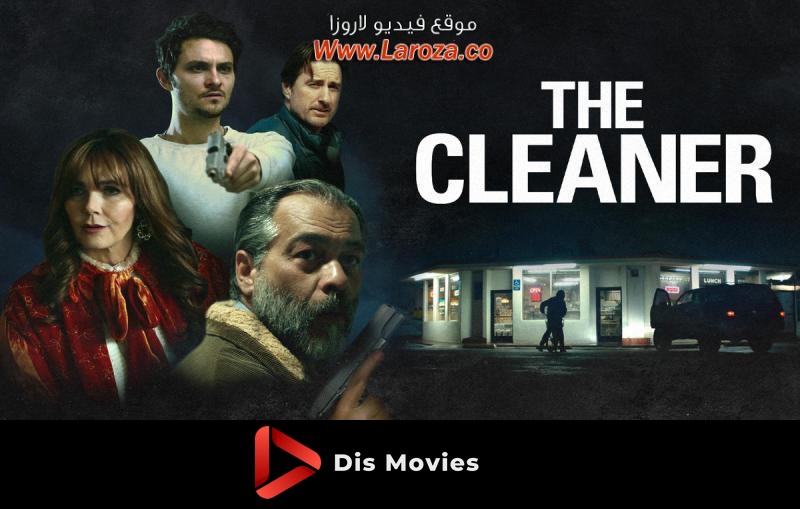 موقع فيديو لاروزا
Www.Laroza.co
THE
CLEANER
OPEN
LUNCH
Dis Movies